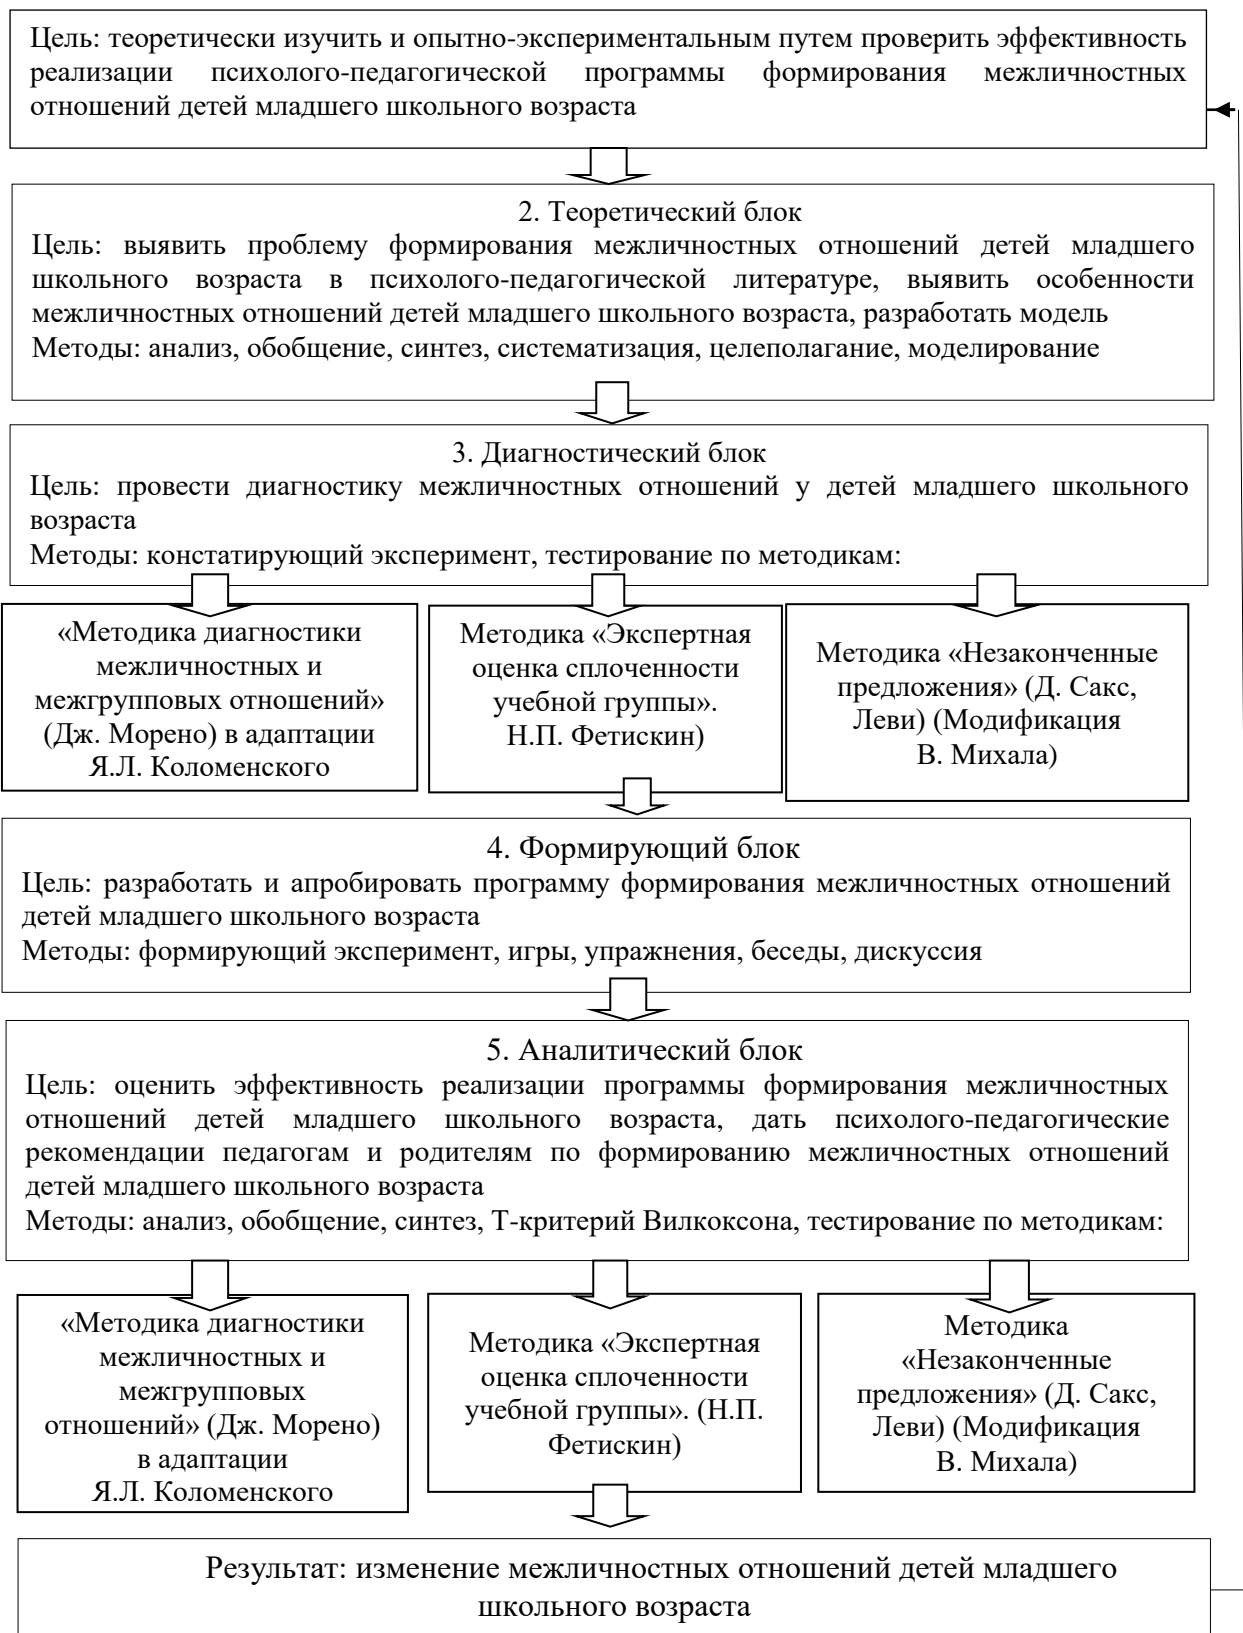 Цель: теоретически изучить и опытно-экспериментальным путем проверить эффективность
реализации психолого-педагогической программы формирования межличностных
отношений детей младшего школьного возраста
2. Теоретический блок
Цель: выявить проблему формирования межличностных отношений детей младшего
школьного возраста в психолого-педагогической литературе, выявить особенности
межличностных отношений детей младшего школьного возраста, разработать модель
Методы: анализ, обобщение, синтез, систематизация, целеполагание, моделирование
3. Диагностический блок
Цель: провести диагностику межличностных отношений у детей младшего школьного
возраста
Методы: констатирующий эксперимент, тестирование по методикам:
«Методика диагностики
межличностных и
межгрупповых отношений»
(Дж. Морено) в адаптации
Я.Л. Коломенского
Методика «Экспертная
оценка сплоченности
учебной группы».
Н.П. Фетискин)
Методика «Незаконченные
предложения» (Д. Сакс,
Леви) (Модификация
В. Михала)
4. Формирующий блок
Цель: разработать и апробировать программу формирования межличностных отношений
детей младшего школьного возраста
Методы: формирующий эксперимент, игры, упражнения, беседы, дискуссия
5. Аналитический блок
Цель: оценить эффективность реализации программы формирования межличностных
отношений детей младшего школьного возраста, дать психолого-педагогические
рекомендации педагогам и родителям по формированию межличностных отношений
детей младшего школьного возраста
Методы: анализ, обобщение, синтез, Т-критерий Вилкоксона, тестирование по методикам:
«Методика диагностики
межличностных и
межгрупповых
отношений» (Дж. Морено)
в адаптации
Я.Л. Коломенского
Методика «Экспертная
оценка сплоченности
учебной группы». (Н.П.
Фетискин)
Методика
«Незаконченные
предложения» (Д. Сакс,
Леви) (Модификация
В. Михала)
Результат: изменение межличностных отношений детей младшего
школьного возраста